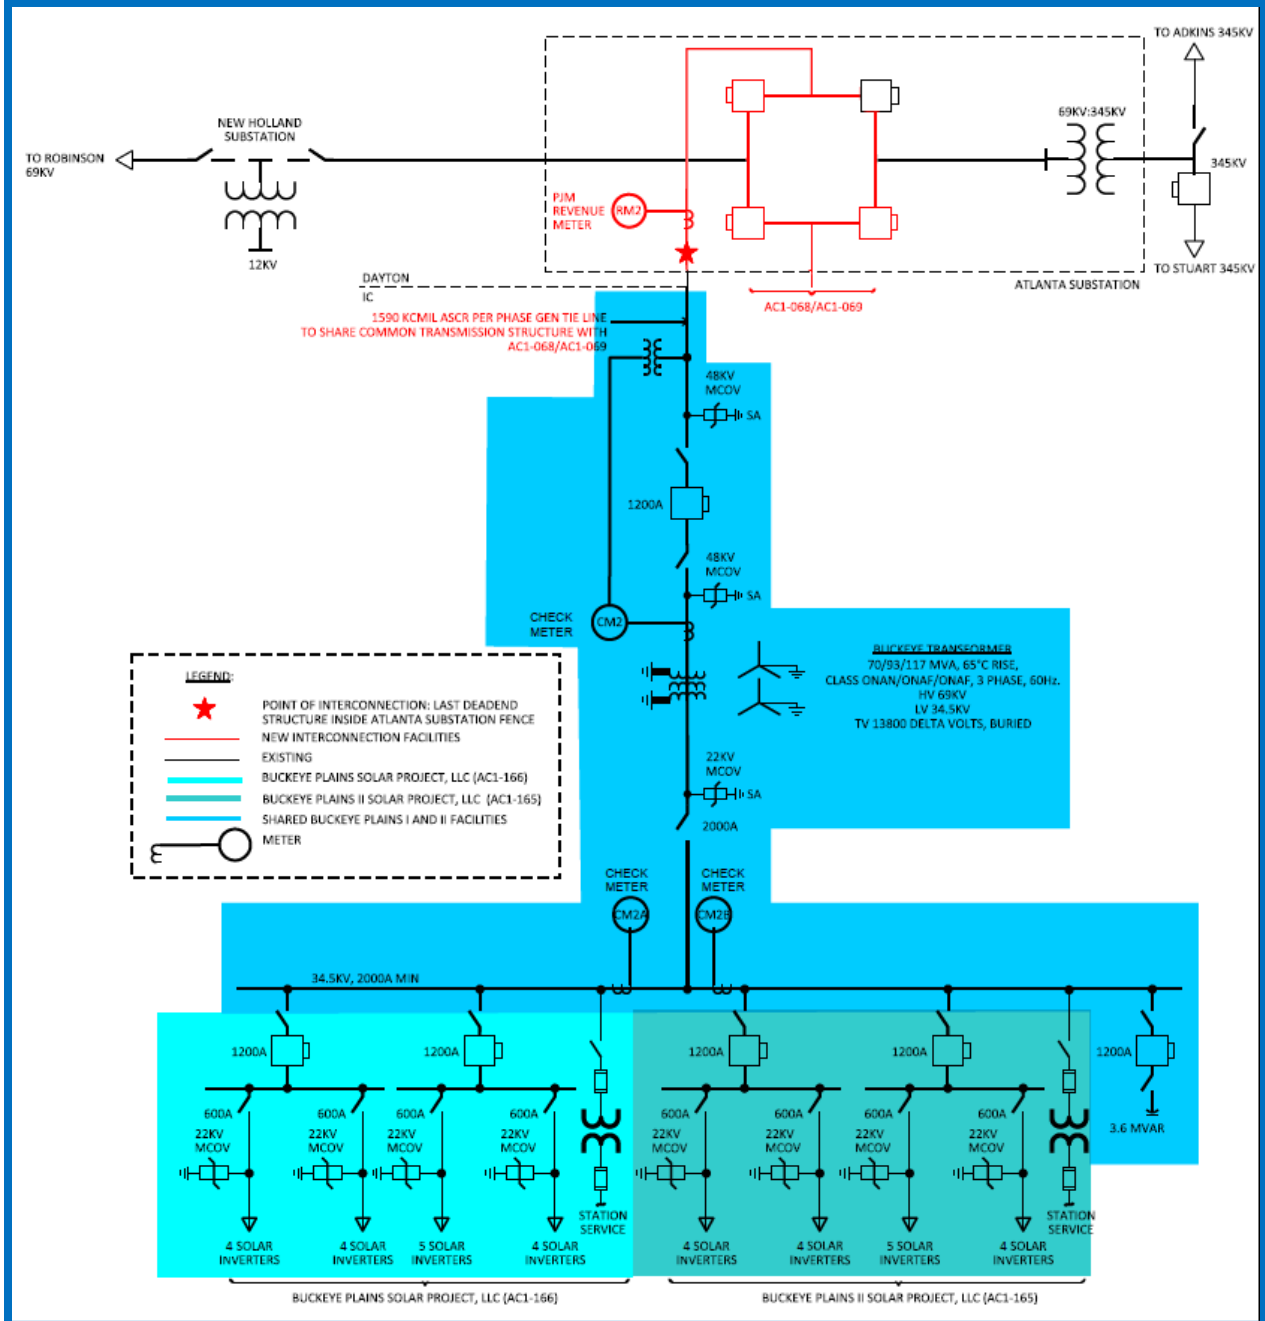 TO ADKINS 345KV
69KV:345KV
NEW HOLLAND
SUBSTATION
TO ROBINSON
69KV
345KV
PJM
REVENUE
METER
RM2
12KV
TO STUART 345KV
DAYTON
IC
ATLANTA SUBSTATION
AC1-068/AC1-069
1590 KCMIL ASCR PER PHASE GEN TIE LINE
TO SHARE COMMON TRANSMISSION STRUCTURE WITH
AC1-068/AC1-069
48KV
MCOV
SA
1200A
48KV
MCOV
SA
CHECK
METER
CM2
BUCKEYE TRANSFORMER
70/93/117 MVA, 65°C RISE,
CLASS ONAN/ONAF/ONAF, 3 PHASE, 60Hz.
HV 69KV
LV 34.5KV
TV 13800 DELTA VOLTS, BURIED
LEGEND:
POINT OF INTERCONNECTION: LAST DEADEND
STRUCTURE INSIDE ATLANTA SUBSTATION FENCE
NEW INTERCONNECTION FACILITIES
EXISTING
BUCKEYE PLAINS SOLAR PROJECT, LLC (AC1-166)
BUCKEYE PLAINS II SOLAR PROJECT, LLC (AC1-165)
SHARED BUCKEYE PLAINS I AND II FACILITIES
METER
22KV
MCOV
SA
2000A
CHECK
METER
CHECK
METER
CM2A
CM2B
34.5KV, 2000A MIN
1200A
1200A
1200A
1200A
1200A
600A
600A
600A
600A
600A
600A
600A
600A
22KV
MCOV
22KV
MCOV
22KV
MCOV
22KV
MCOV
22KV
MCOV
22KV
MCOV
22KV
MCOV
22KV
MCOV
3.6 MVAR
STATION
SERVICE
STATION
SERVICE
4 SOLAR
INVERTERS
4 SOLAR
INVERTERS
5 SOLAR
INVERTERS
4 SOLAR
INVERTERS
4 SOLAR
INVERTERS
4 SOLAR
INVERTERS
5 SOLAR
INVERTERS
4 SOLAR
INVERTERS
BUCKEYE PLAINS SOLAR PROJECT, LLC (AC1-166)
BUCKEYE PLAINS II SOLAR PROJECT, LLC (AC1-165)